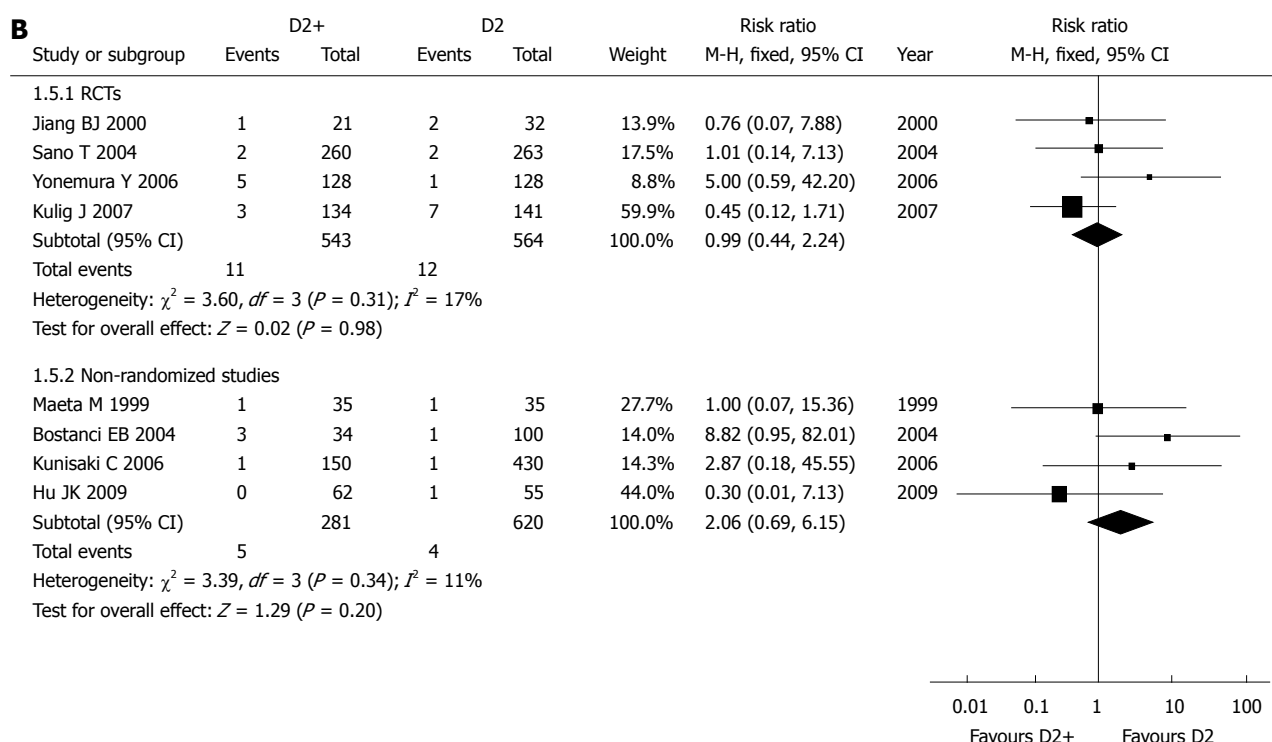 B
D2+ D2 Risk ratio Risk ratio
Study or subgroup Events Total Events Total Weight M-H, fixed, 95% CI Year M-H, fixed, 95% CI
1.5.1 RCTs
Jiang BJ 2000 1 21 2 32 13.9% 0.76 (0.07, 7.88) 2000
Sano T 2004 2 260 2 263 17.5% 1.01 (0.14, 7.13) 2004
Yonemura Y 2006 5 128 1 128 8.8% 5.00 (0.59, 42.20) 2006
Kulig J 2007 3 134 7 141 59.9% 0.45 (0.12, 1.71) 2007
Subtotal (95% CI) 543 564 100.0% 0.99 (0.44, 2.24)
Total events 11 12
Heterogeneity: χ² = 3.60, df = 3 (P = 0.31); I² = 17%
Test for overall effect: Z = 0.02 (P = 0.98)
1.5.2 Non-randomized studies
Maeta M 1999 1 35 1 35 27.7% 1.00 (0.07, 15.36) 1999
Bostanci EB 2004 3 34 1 100 14.0% 8.82 (0.95, 82.01) 2004
Kunisaki C 2006 1 150 1 430 14.3% 2.87 (0.18, 45.55) 2006
Hu JK 2009 0 62 1 55 44.0% 0.30 (0.01, 7.13) 2009
Subtotal (95% CI) 281 620 100.0% 2.06 (0.69, 6.15)
Total events 5 4
Heterogeneity: χ² = 3.39, df = 3 (P = 0.34); I² = 11%
Test for overall effect: Z = 1.29 (P = 0.20)
0.01 0.1 1 10 100
Favours D2+ Favours D2